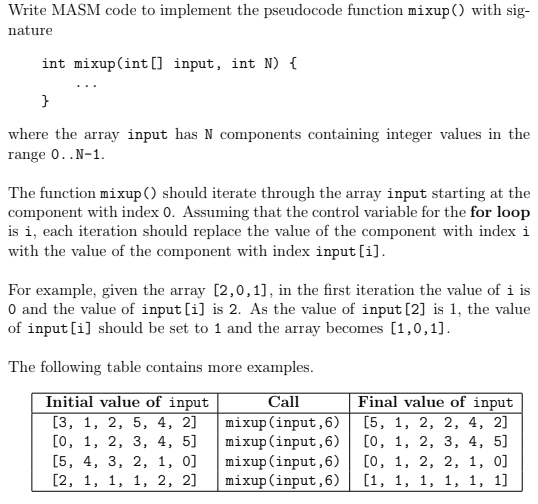 Write MASM code to implement the pseudocode function mixup() with sig-
nature
int mixup(int[] input, int N) {
...
}
where the array input has N components containing integer values in the
range 0..N-1.
The function mixup() should iterate through the array input starting at the
component with index 0. Assuming that the control variable for the for loop
is i, each iteration should replace the value of the component with index i
with the value of the component with index input[i].
For example, given the array [2,0,1], in the first iteration the value of i is
0 and the value of input[i] is 2. As the value of input[2] is 1, the value
of input[i] should be set to 1 and the array becomes [1,0,1].
The following table contains more examples.
Initial value of input Call Final value of input
[3, 1, 2, 5, 4, 2] mixup(input,6) [5, 1, 2, 2, 4, 2]
[0, 1, 2, 3, 4, 5] mixup(input,6) [0, 1, 2, 3, 4, 5]
[5, 4, 3, 2, 1, 0] mixup(input,6) [0, 1, 2, 2, 1, 0]
[2, 1, 1, 1, 2, 2] mixup(input,6) [1, 1, 1, 1, 1, 1]